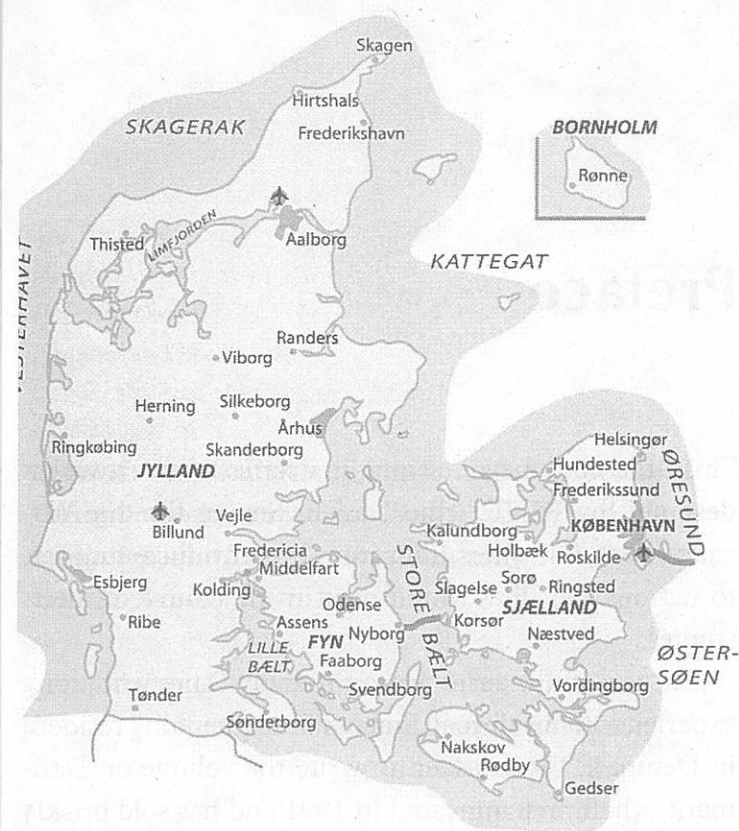 Skagen
Hirtshals
SKAGERAK
Frederikshavn
BORNHOLM
Rønne
Thisted
LIMFJORDEN
Aalborg
VESTERHAVET
KATTEGAT
Randers
Viborg
Herning
Silkeborg
Århus
Ringkøbing
Skanderborg
JYLLAND
Helsingør
Hundested
Frederikssund
ØRESUND
KØBENHAVN
Billund
Vejle
Kalundborg
Holbæk
Roskilde
Fredericia
Middelfart
STORE BÆLT
Esbjerg
Kolding
Slagelse
Sorø
Ringsted
Odense
SJÆLLAND
Ribe
Assens
Nyborg
Korsør
FYN
Næstved
LILLE
BÆLT
Faaborg
ØSTER-
SØEN
Svendborg
Vordingborg
Tønder
Sønderborg
Nakskov
Rødby
Gedser